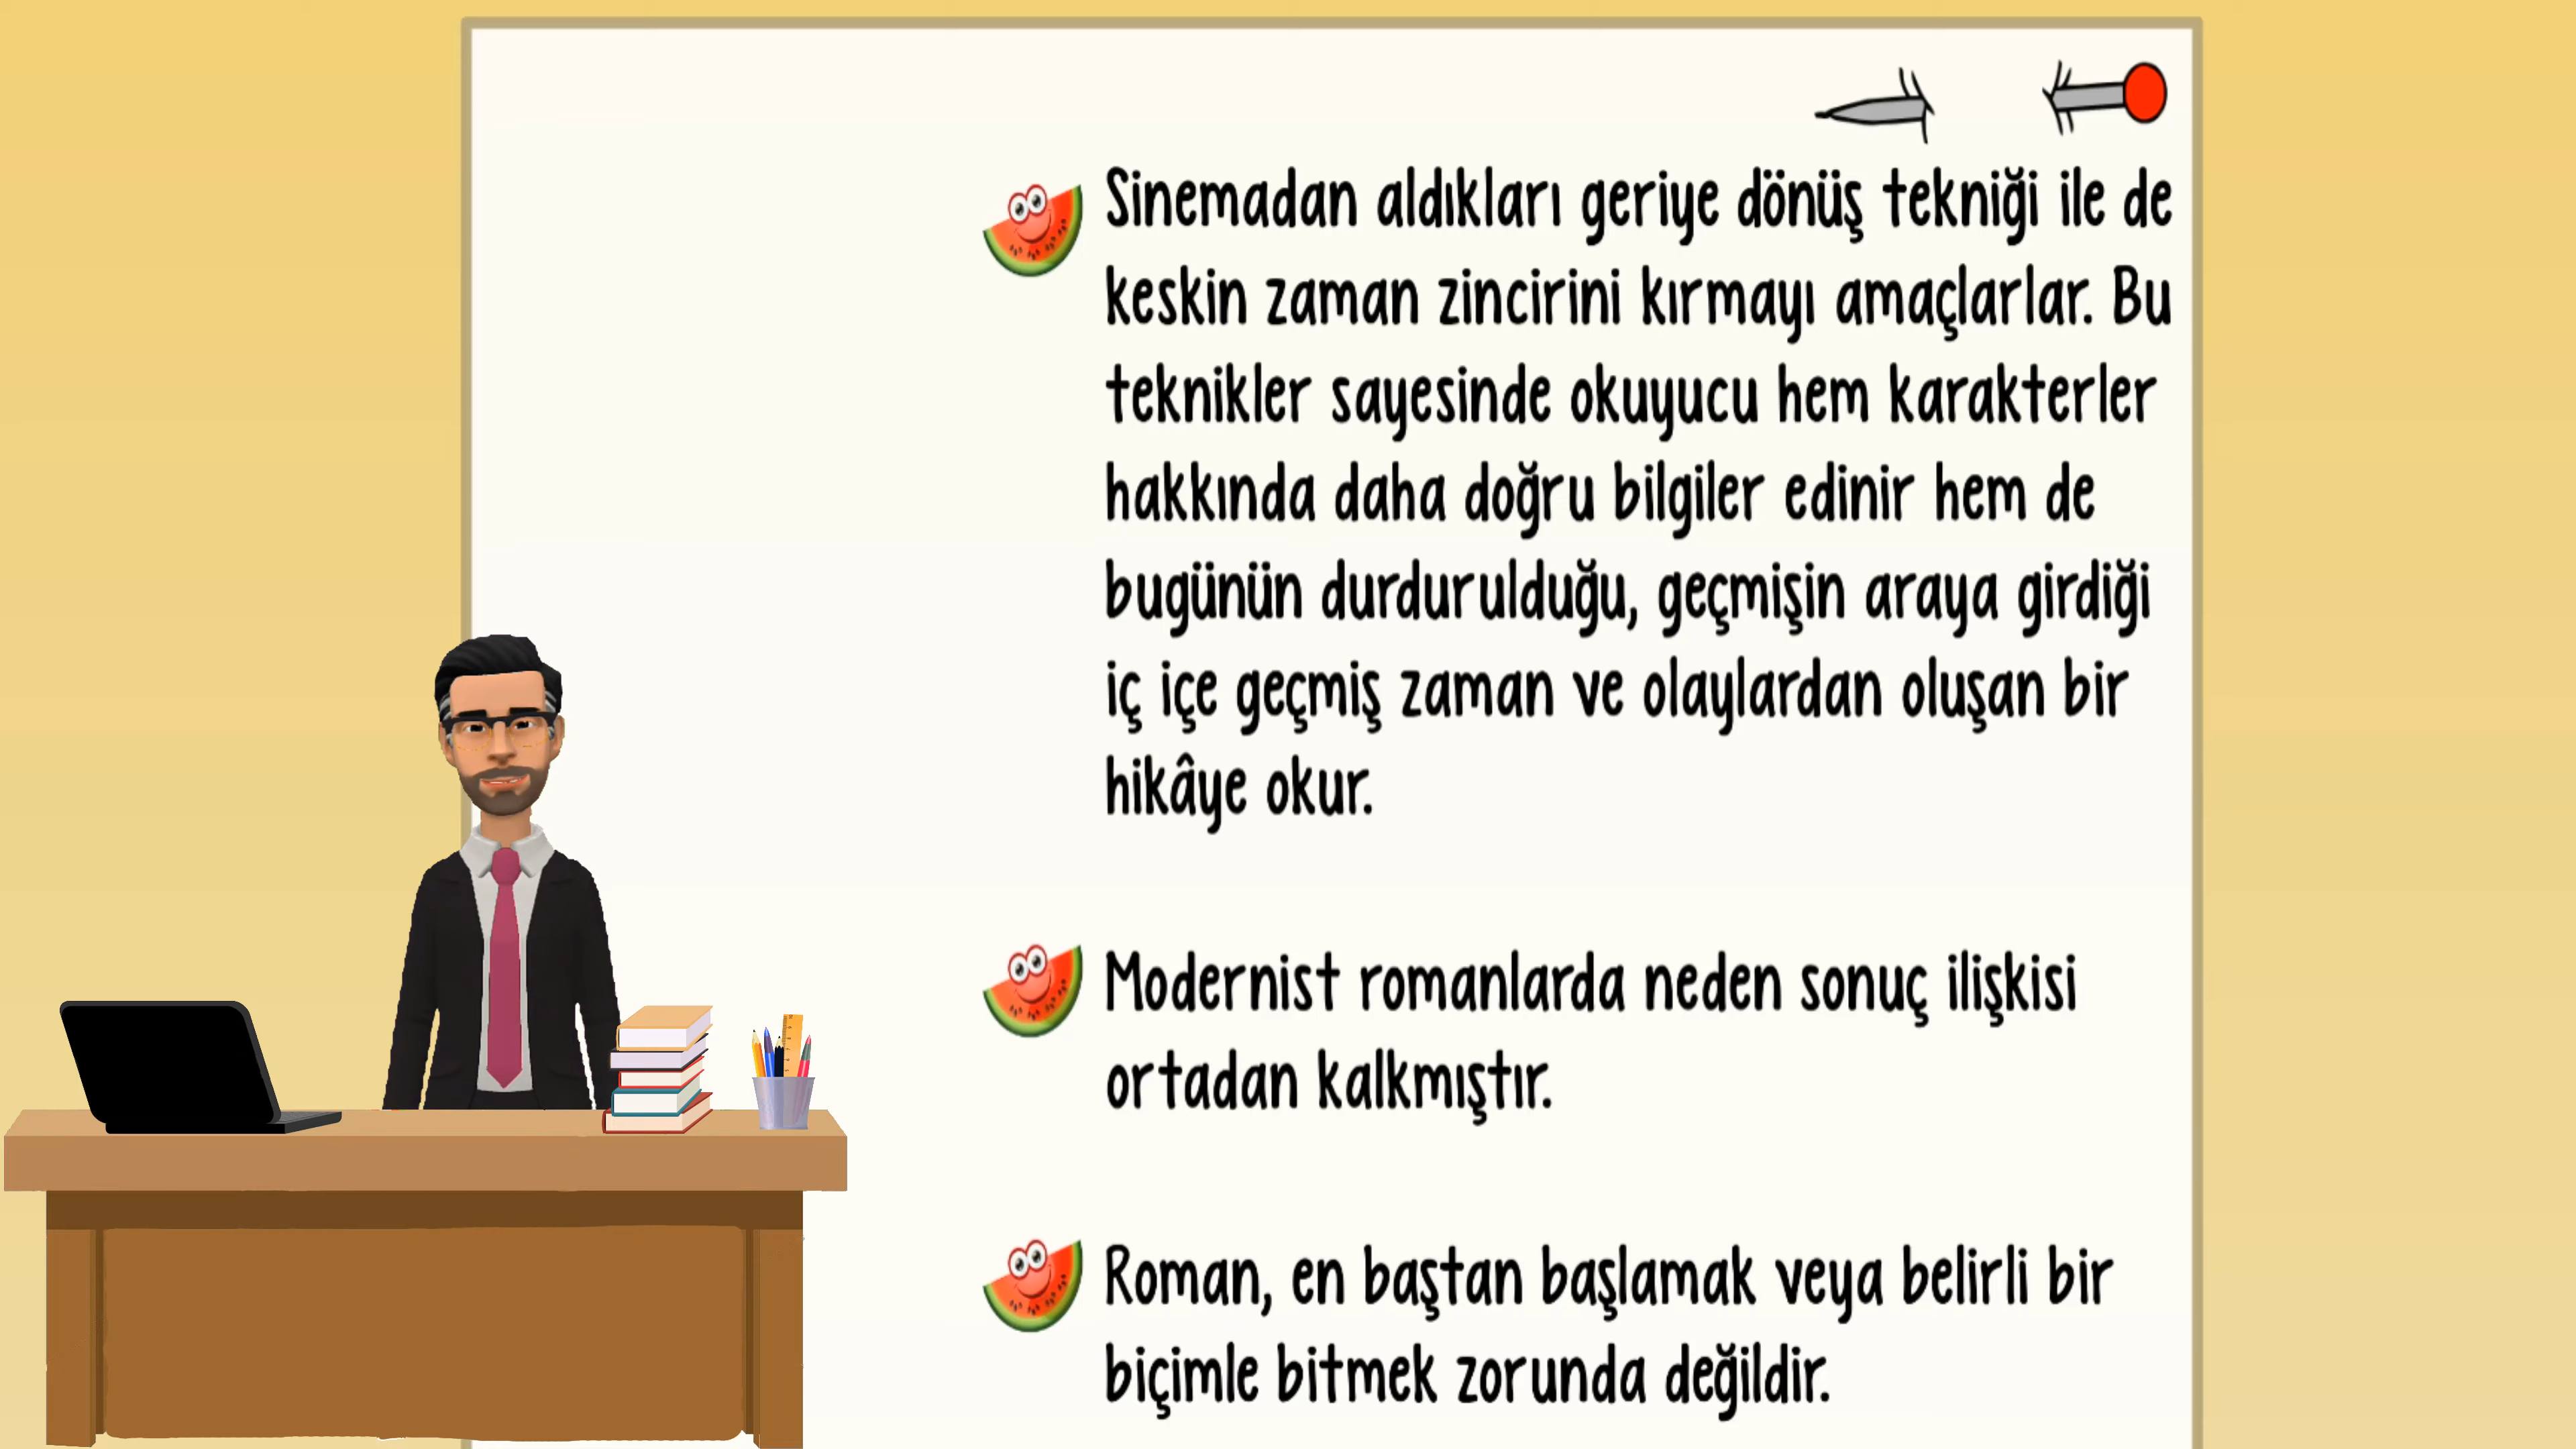 Sinemadan aldıkları geriye dönüş tekniği ile de
keskin zaman zincirini kırmayı amaçlarlar. Bu
teknikler sayesinde okuyucu hem karakterler
hakkında daha doğru bilgiler edinir hem de
bugünün durdurulduğu, geçmişin araya girdiği
iç içe geçmiş zaman ve olaylardan oluşan bir
hikâye okur.
Modernist romanlarda neden sonuç ilişkisi
ortadan kalkmıştır.
Roman, en baştan başlamak veya belirli bir
biçimle bitmek zorunda değildir.